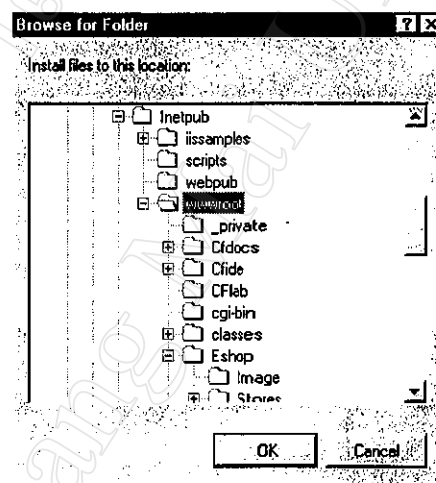 Browse for Folder
Install files to this location:
Inetpub
iissamples
scripts
webpub
wwwroot
_private
Cfdocs
Cfide
CFlab
cgi-bin
classes
Eshop
Image
Stores
OK
Cancel